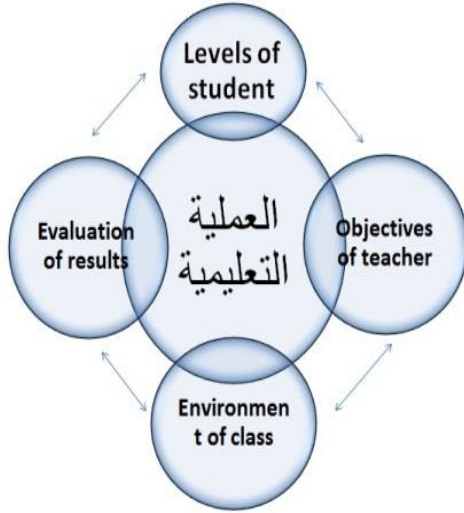 Levels of
student
Evaluation
of results
العملية
التعليمية
Objectives
of teacher
Environmen
t of class